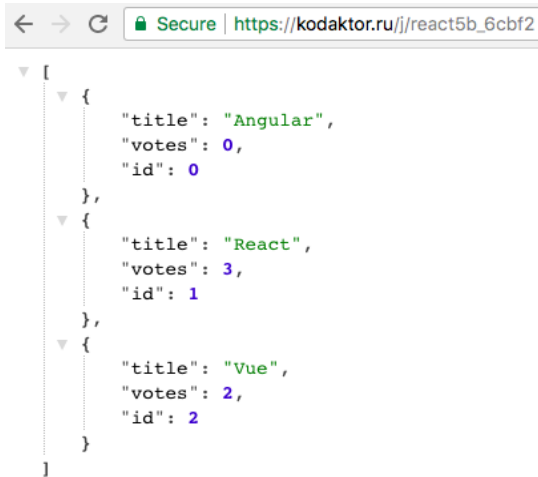 Secure | https://kodaktor.ru/j/react5b_6cbf2
[
{
"title": "Angular",
"votes": 0,
"id": 0
},
{
"title": "React",
"votes": 3,
"id": 1
},
{
"title": "Vue",
"votes": 2,
"id": 2
}
]